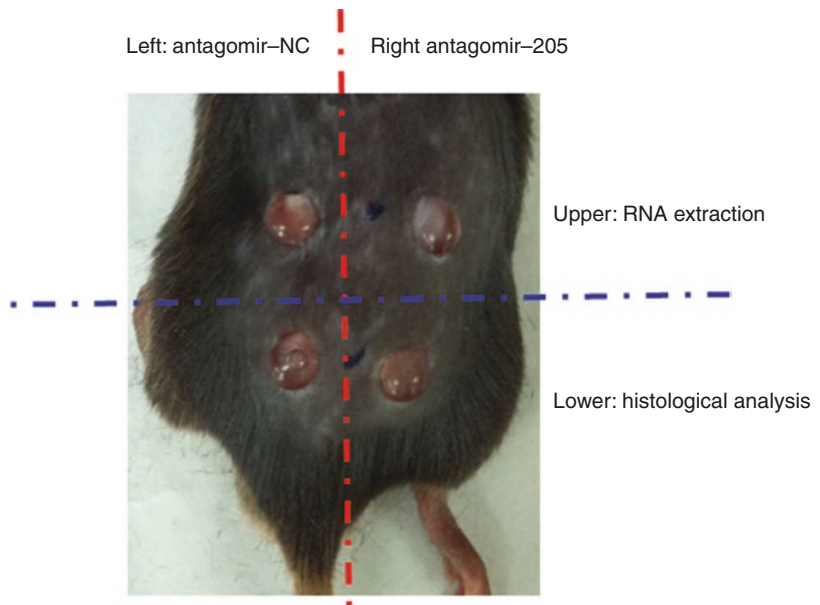 Left: antagomir–NC
Right antagomir–205
Upper: RNA extraction
Lower: histological analysis